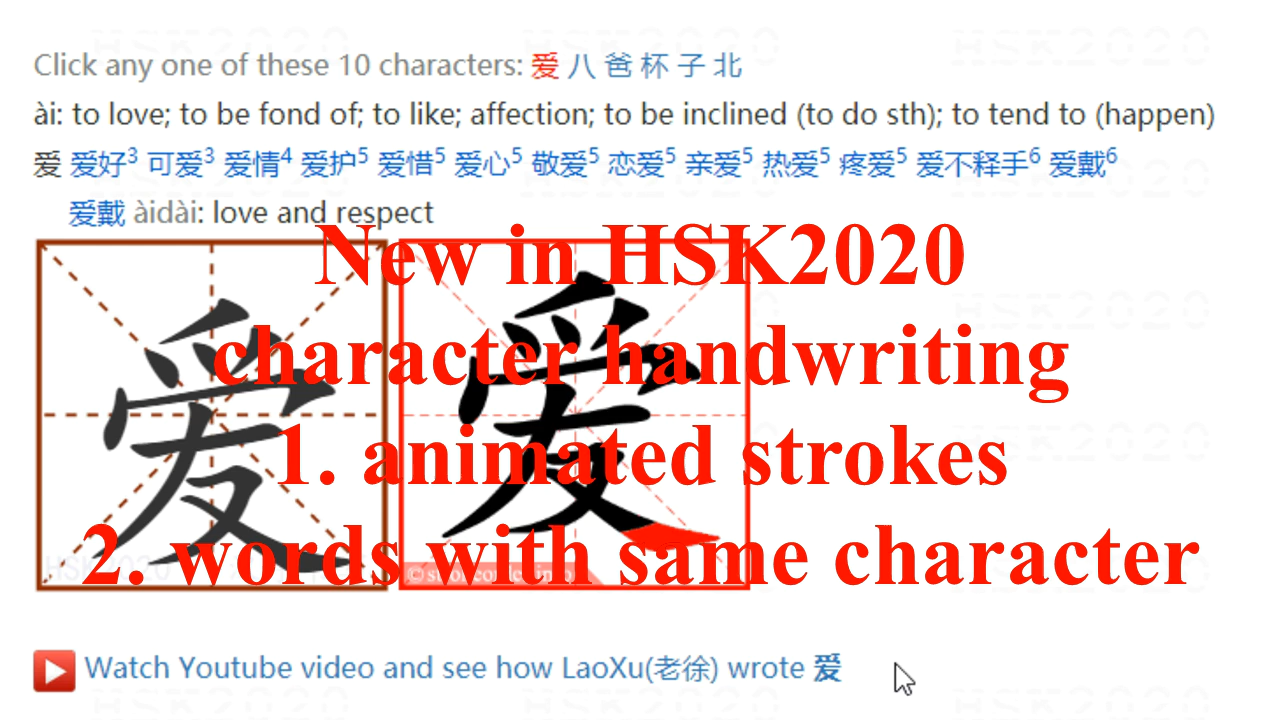 Click any one of these 10 characters: 爱 八 爸 杯 子 北
ài: to love; to be fond of; to like; affection; to be inclined (to do sth); to tend to (happen)
爱 爱好3 可爱3 爱情4 爱护5 爱惜5 爱心5 敬爱5 恋爱5 亲爱5 热爱5 疼爱5 爱不释手6 爱戴6
爱戴 àidài: love and respect
New in HSK2020
character handwriting
1. animated strokes
2. words with same character
爱 爱
HSK2020
Watch Youtube video and see how LaoXu(老徐) wrote 爱